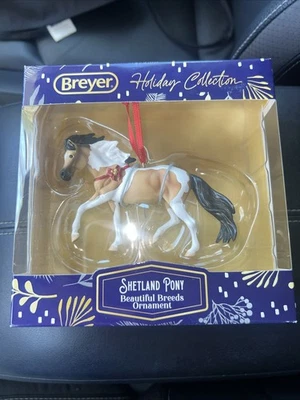 Breyer Holiday Collection
Shetland Pony
Beautiful Breeds
Ornament